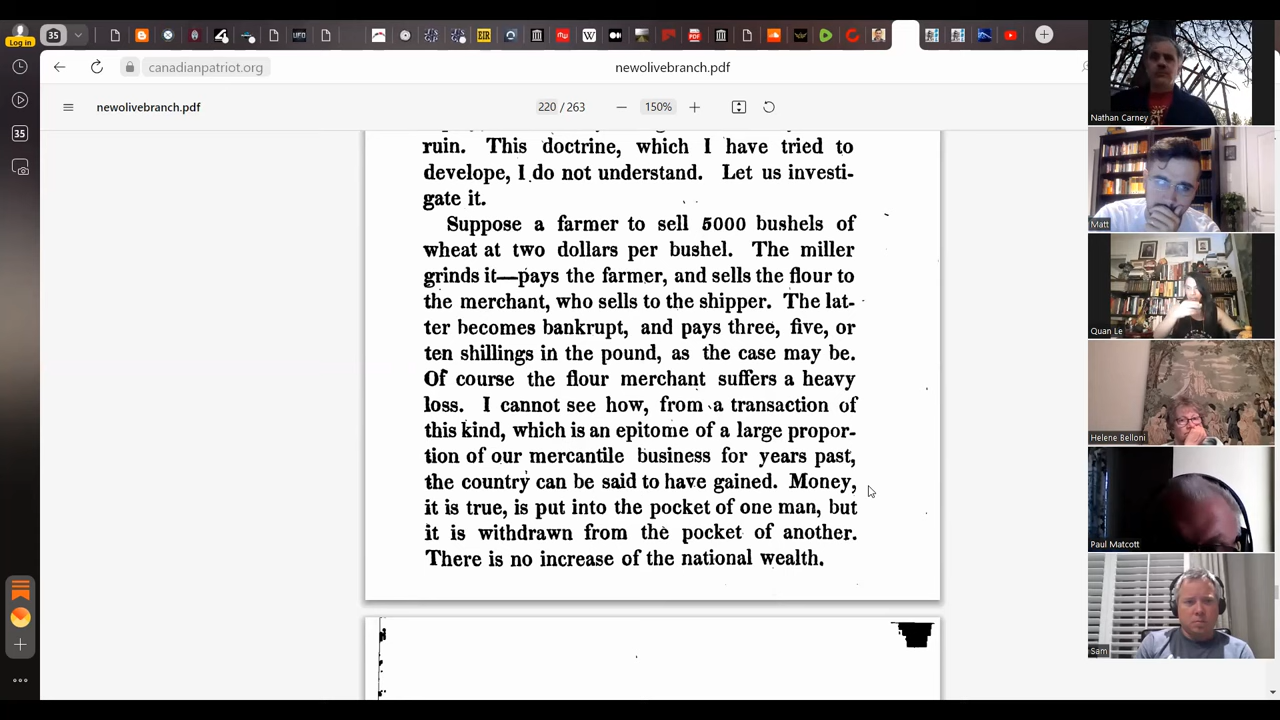 Log in
35
EIR
UFO
W
canadianpatriot.org
newolivebranch.pdf
newolivebranch.pdf
220 / 263
150%
35
ruin. This doctrine, which I have tried to
develope, I do not understand. Let us investi-
gate it.
Suppose a farmer to sell 5000 bushels of
wheat at two dollars per bushel. The miller
grinds it—pays the farmer, and sells the flour to
the merchant, who sells to the shipper. The lat-
ter becomes bankrupt, and pays three, five, or
ten shillings in the pound, as the case may be.
Of course the flour merchant suffers a heavy
loss. I cannot see how, from a transaction of
this kind, which is an epitome of a large propor-
tion of our mercantile business for years past,
the country can be said to have gained. Money,
it is true, is put into the pocket of one man, but
it is withdrawn from the pocket of another.
There is no increase of the national wealth.
Nathan Carney
Matt
Quan Le
Helene Belloni
Paul Matcott
Sam